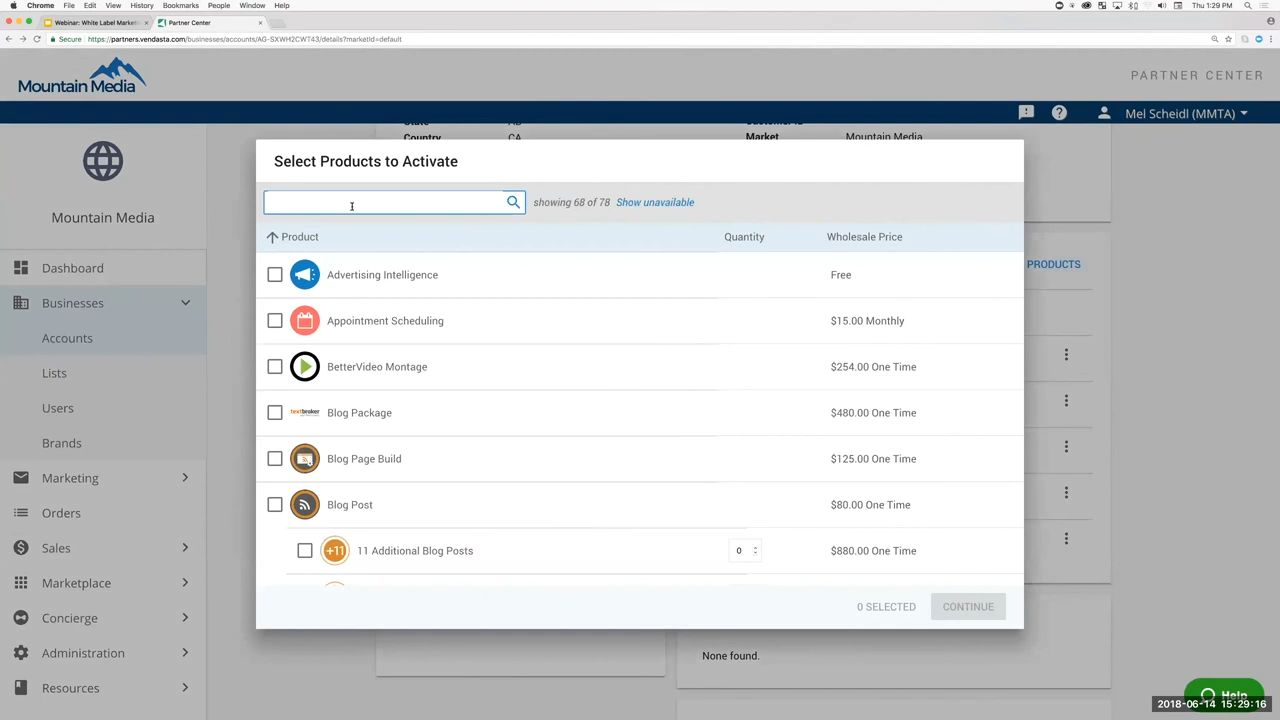 Chrome File Edit View History Bookmarks People Window Help Thu 1:29 PM
Webinar: White Label Marketi × Partner Center ×
Secure https://partners.vendasta.com/businesses/accounts/AG-SXWH2CWT43/details?marketId=default
Mountain Media PARTNER CENTER
Mel Scheidl (MMTA)
Country CA Market Mountain Media
Select Products to Activate
showing 68 of 78 Show unavailable
Mountain Media
Product Quantity Wholesale Price
PRODUCTS
Dashboard
Businesses
Accounts
Lists
Users
Brands
Marketing
Orders
Sales
Marketplace
Concierge
Administration
Resources
Advertising Intelligence Free
Appointment Scheduling $15.00 Monthly
BetterVideo Montage $254.00 One Time
textbroker Blog Package $480.00 One Time
Blog Page Build $125.00 One Time
Blog Post $80.00 One Time
+11 11 Additional Blog Posts 0 $880.00 One Time
0 SELECTED CONTINUE
None found.
Help
2018-06-14 15:29:16